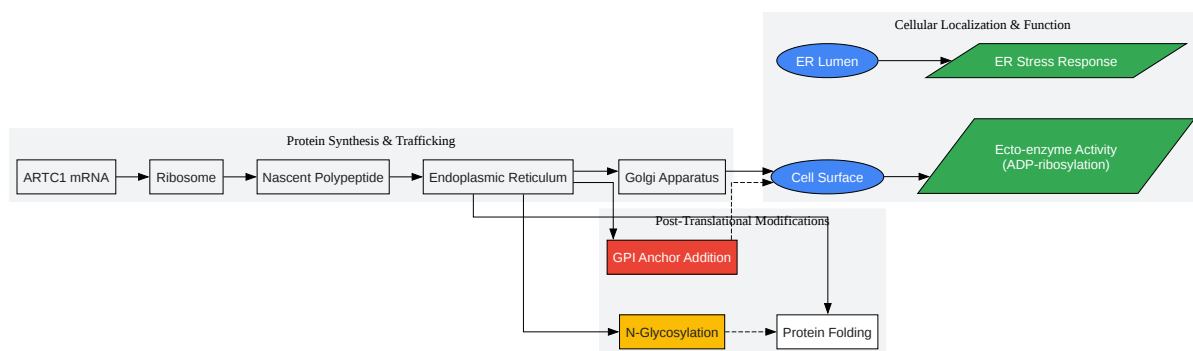 Cellular Localization & Function
ER Lumen
ER Stress Response
Protein Synthesis & Trafficking
ARTC1 mRNA
Ribosome
Nascent Polypeptide
Endoplasmic Reticulum
Golgi Apparatus
Cell Surface
Ecto-enzyme Activity
(ADP-ribosylation)
Post-Translational Modifications
GPI Anchor Addition
N-Glycosylation
Protein Folding